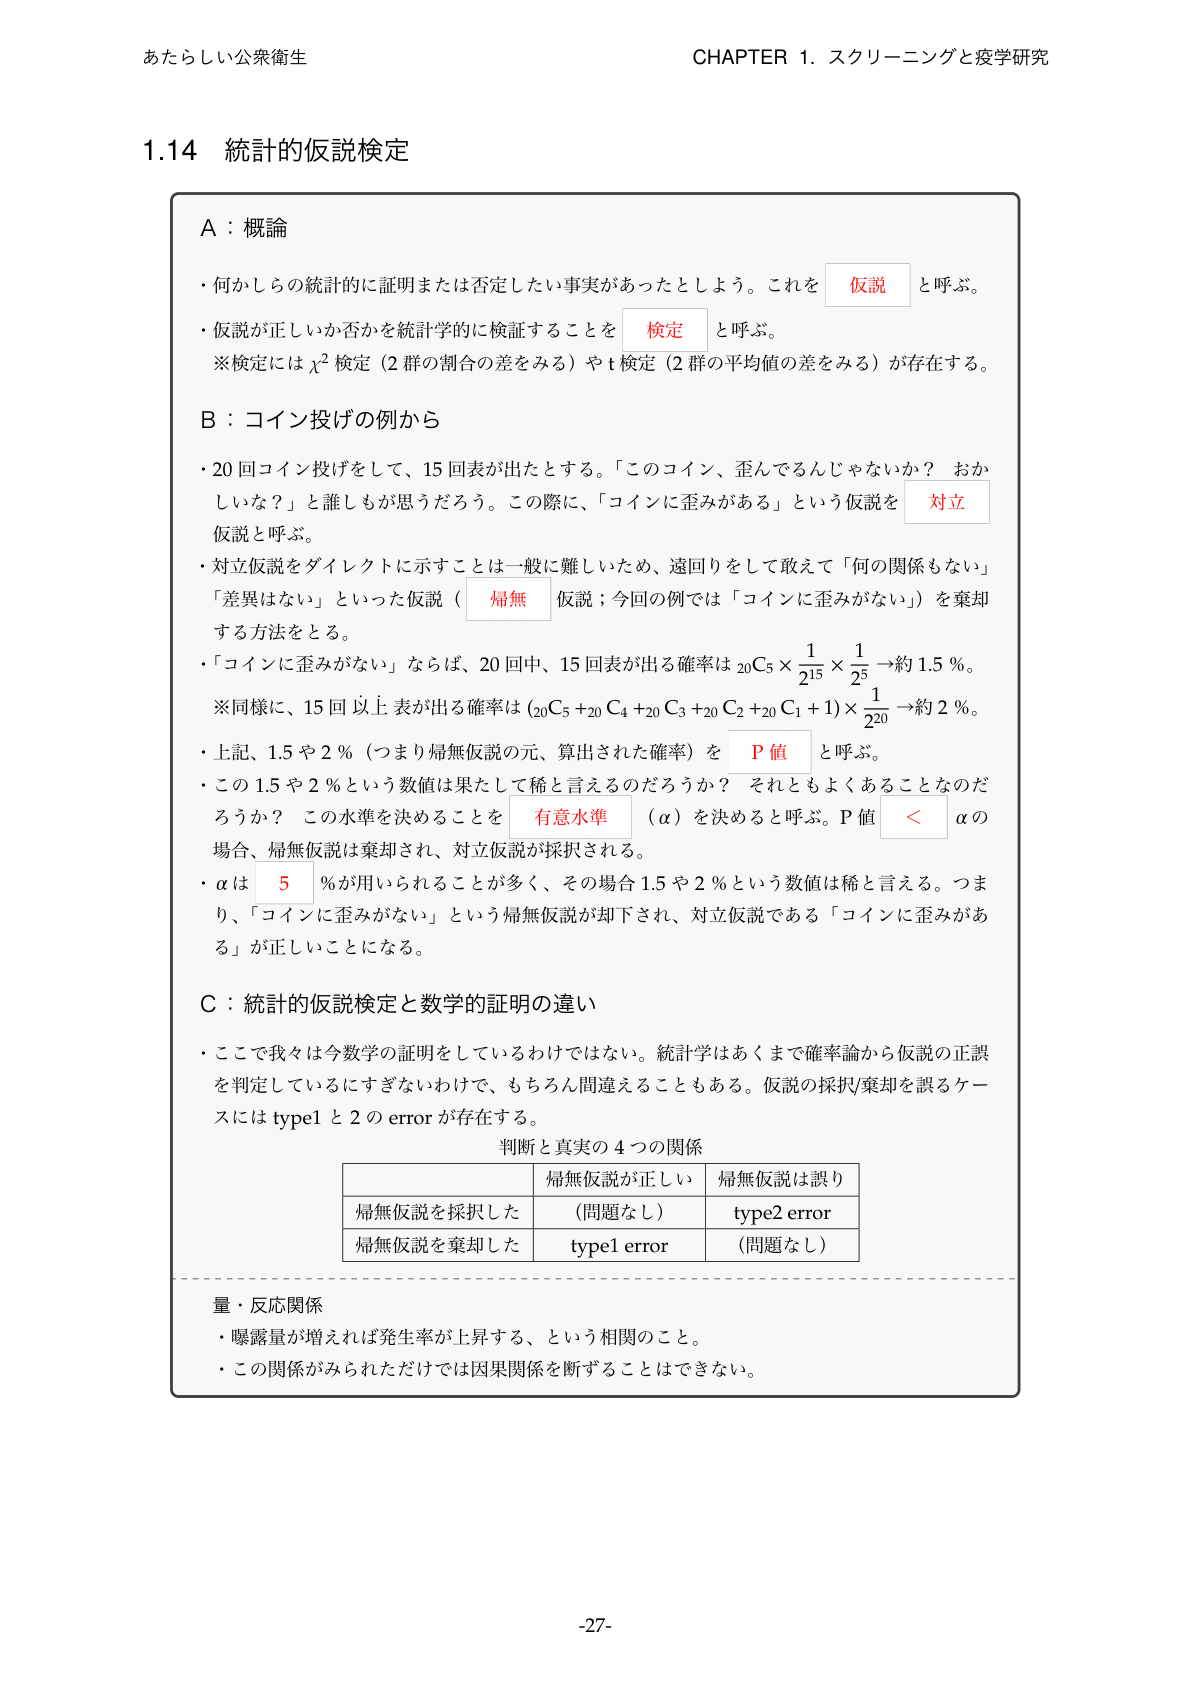 あたらしい公衆衛生 CHAPTER 1. スクリーニングと疫学研究
1.14 統計的仮説検定
A：概論
・何かしらの統計的に証明または否定したい事実があったとしよう。これを 仮説 と呼ぶ。
・仮説が正しいか否かを統計学的に検証することを 検定 と呼ぶ。
※検定には χ² 検定（2 群の割合の差をみる）や t 検定（2 群の平均値の差をみる）が存在する。
B：コイン投げの例から
・20 回コイン投げをして、15 回表が出たとする。「このコイン、歪んでるんじゃないか？ おか
しいな？」と誰しもが思うだろう。この際に、「コインに歪みがある」という仮説を 対立
仮説と呼ぶ。
・対立仮説をダイレクトに示すことは一般に難しいため、遠回りをして敢えて「何の関係もない」
「差異はない」といった仮説（ 帰無 仮説；今回の例では「コインに歪みがない」）を棄却
する方法をとる。
・「コインに歪みがない」ならば、20 回中、15 回表が出る確率は ₂₀C₅ × 1/2¹⁵ × 1/2⁵ →約 1.5 %。
※同様に、15 回 以上 表が出る確率は (₂₀C₅ +₂₀ C₄ +₂₀ C₃ +₂₀ C₂ +₂₀ C₁ + 1) × 1/2²⁰ →約 2 %。
・上記、1.5 や 2 %（つまり帰無仮説の元、算出された確率）を P 値 と呼ぶ。
・この 1.5 や 2 %という数値は果たして稀と言えるのだろうか？ それともよくあることなのだ
ろうか？ この水準を決めることを 有意水準 （α）を決めると呼ぶ。P 値 ＜ α の
場合、帰無仮説は棄却され、対立仮説が採択される。
・α は 5 %が用いられることが多く、その場合 1.5 や 2 %という数値は稀と言える。つま
り、「コインに歪みがない」という帰無仮説が却下され、対立仮説である「コインに歪みがあ
る」が正しいことになる。
C：統計的仮説検定と数学的証明の違い
・ここで我々は今数学の証明をしているわけではない。統計学はあくまで確率論から仮説の正誤
を判定しているにすぎないわけで、もちろん間違えることもある。仮説の採択/棄却を誤るケー
スには type1 と 2 の error が存在する。
判断と真実の 4 つの関係
帰無仮説が正しい 帰無仮説は誤り
帰無仮説を採択した （問題なし） type2 error
帰無仮説を棄却した type1 error （問題なし）
量・反応関係
・曝露量が増えれば発生率が上昇する、という相関のこと。
・この関係がみられただけでは因果関係を断ずることはできない。
-27-